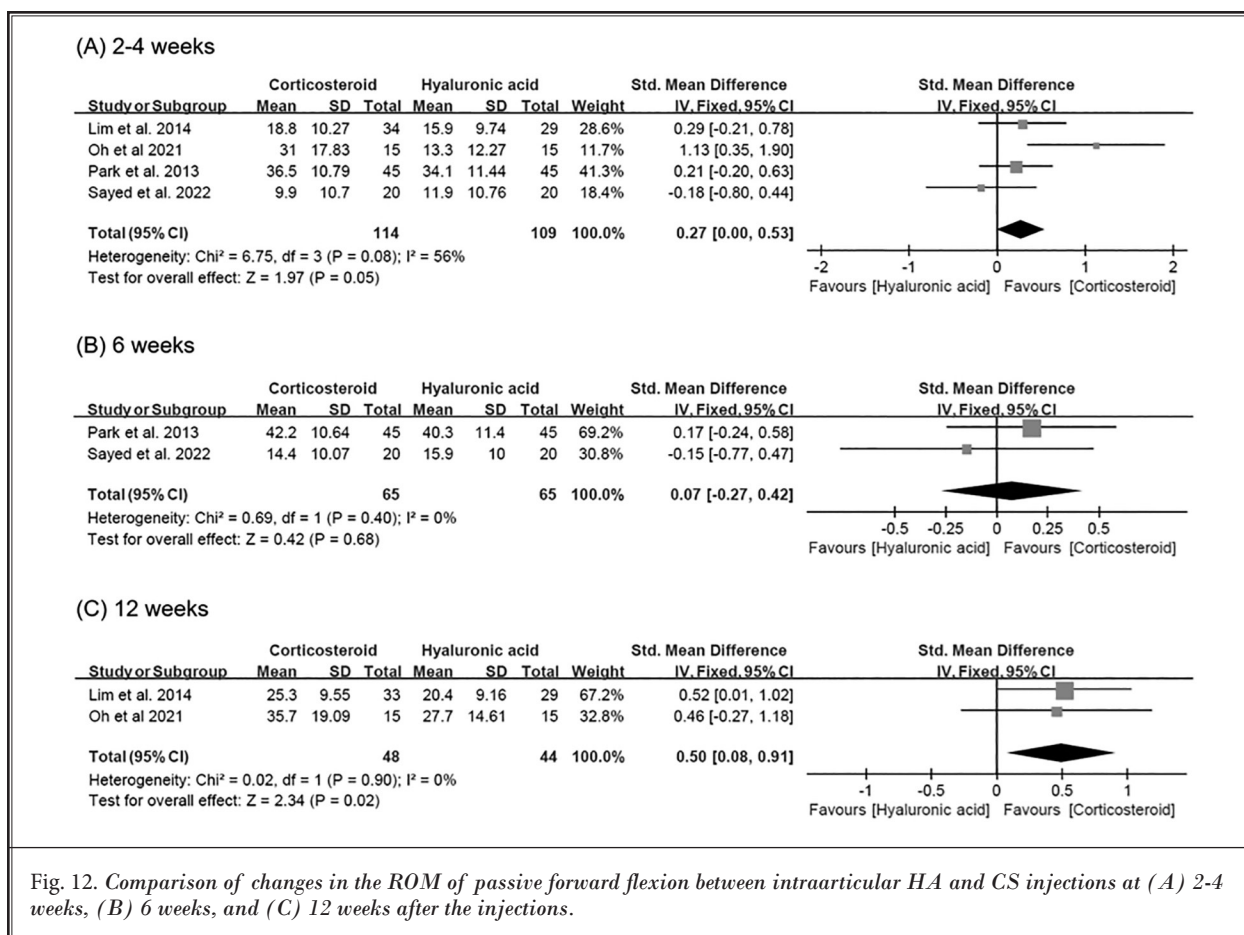 (A) 2-4 weeks
Corticosteroid Hyaluronic acid Std. Mean Difference Std. Mean Difference
Study or Subgroup Mean SD Total Mean SD Total Weight IV, Fixed, 95% CI IV, Fixed, 95% CI
Lim et al. 2014 18.8 10.27 34 15.9 9.74 29 28.6% 0.29 [-0.21, 0.78]
Oh et al 2021 31 17.83 15 13.3 12.27 15 11.7% 1.13 [0.35, 1.90]
Park et al. 2013 36.5 10.79 45 34.1 11.44 45 41.3% 0.21 [-0.20, 0.63]
Sayed et al. 2022 9.9 10.7 20 11.9 10.76 20 18.4% -0.18 [-0.80, 0.44]
Total (95% CI) 114 109 100.0% 0.27 [0.00, 0.53]
Heterogeneity: Chi² = 6.75, df = 3 (P = 0.08); I² = 56%
Test for overall effect: Z = 1.97 (P = 0.05)
-2 -1 0 1 2
Favours [Hyaluronic acid] Favours [Corticosteroid]
(B) 6 weeks
Corticosteroid Hyaluronic acid Std. Mean Difference Std. Mean Difference
Study or Subgroup Mean SD Total Mean SD Total Weight IV, Fixed, 95% CI IV, Fixed, 95% CI
Park et al. 2013 42.2 10.64 45 40.3 11.4 45 69.2% 0.17 [-0.24, 0.58]
Sayed et al. 2022 14.4 10.07 20 15.9 10 20 30.8% -0.15 [-0.77, 0.47]
Total (95% CI) 65 65 100.0% 0.07 [-0.27, 0.42]
Heterogeneity: Chi² = 0.69, df = 1 (P = 0.40); I² = 0%
Test for overall effect: Z = 0.42 (P = 0.68)
-0.5 -0.25 0 0.25 0.5
Favours [Hyaluronic acid] Favours [Corticosteroid]
(C) 12 weeks
Corticosteroid Hyaluronic acid Std. Mean Difference Std. Mean Difference
Study or Subgroup Mean SD Total Mean SD Total Weight IV, Fixed, 95% CI IV, Fixed, 95% CI
Lim et al. 2014 25.3 9.55 33 20.4 9.16 29 67.2% 0.52 [0.01, 1.02]
Oh et al 2021 35.7 19.09 15 27.7 14.61 15 32.8% 0.46 [-0.27, 1.18]
Total (95% CI) 48 44 100.0% 0.50 [0.08, 0.91]
Heterogeneity: Chi² = 0.02, df = 1 (P = 0.90); I² = 0%
Test for overall effect: Z = 2.34 (P = 0.02)
-1 -0.5 0 0.5 1
Favours [Hyaluronic acid] Favours [Corticosteroid]
Fig. 12. Comparison of changes in the ROM of passive forward flexion between intraarticular HA and CS injections at (A) 2-4
weeks, (B) 6 weeks, and (C) 12 weeks after the injections.